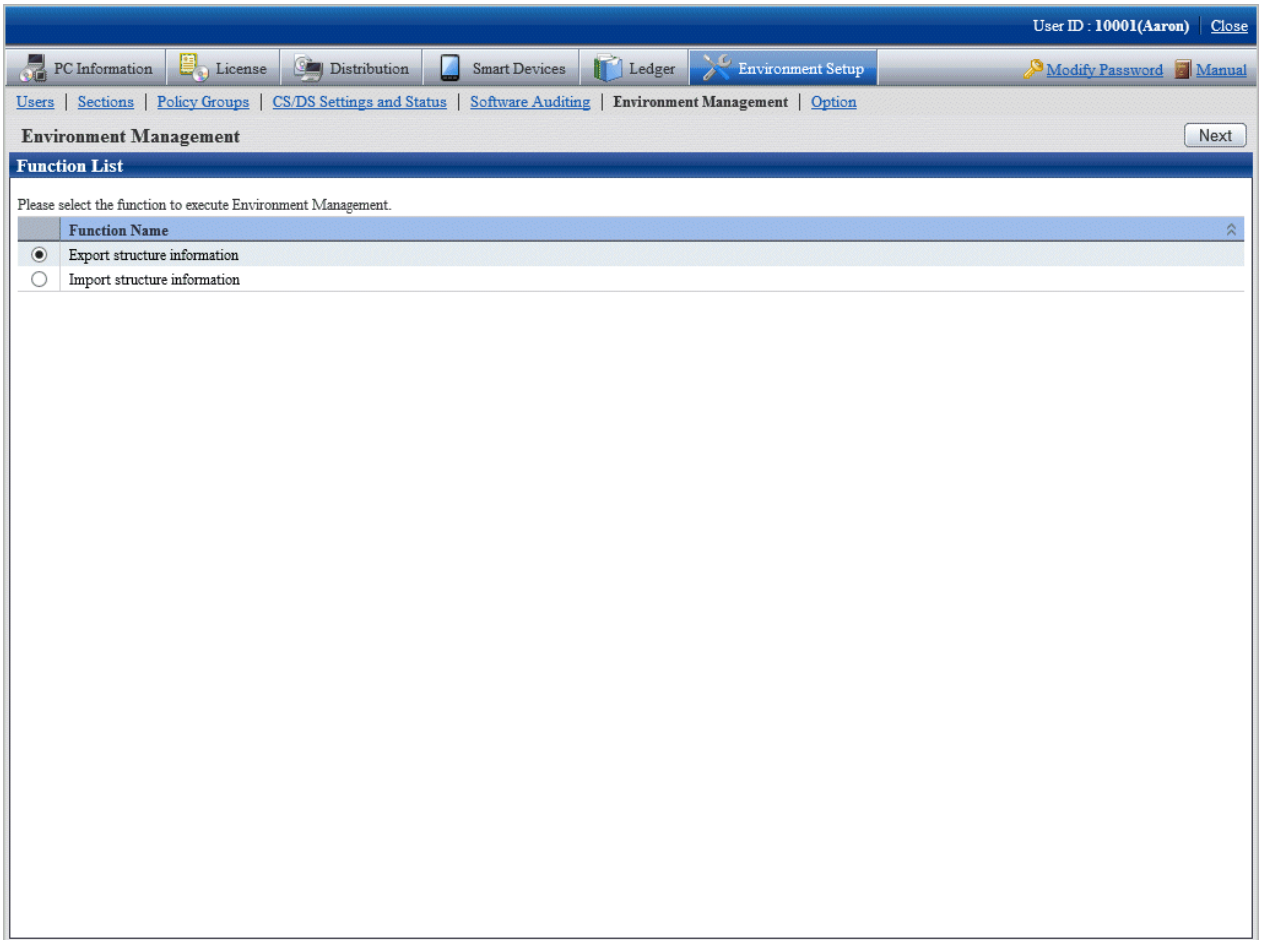 User ID : 10001(Aaron) | Close
PC Information License Distribution Smart Devices Ledger Environment Setup Modify Password Manual
Users | Sections | Policy Groups | CS/DS Settings and Status | Software Auditing | Environment Management | Option
Environment Management Next
Function List
Please select the function to execute Environment Management.
Function Name
Export structure information
Import structure information